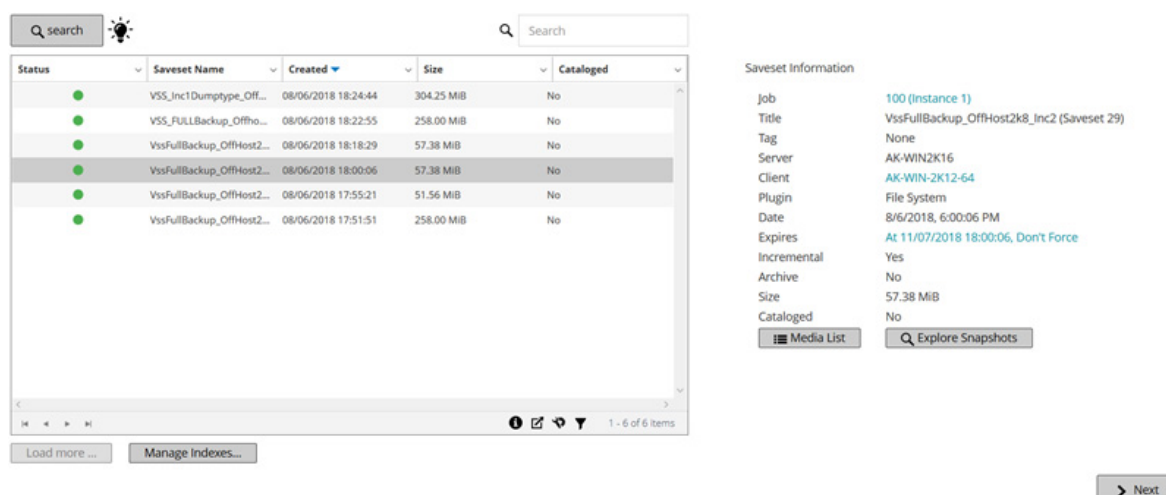 search
Search
Status Saveset Name Created Size Cataloged
VSS_Inc1Dumptype_Off... 08/06/2018 18:24:44 304.25 MiB No
VSS_FULLBackup_Offho... 08/06/2018 18:22:55 258.00 MiB No
VssFullBackup_OffHost2... 08/06/2018 18:18:29 57.38 MiB No
VssFullBackup_OffHost2... 08/06/2018 18:00:06 57.38 MiB No
VssFullBackup_OffHost2... 08/06/2018 17:55:21 51.56 MiB No
VssFullBackup_OffHost2... 08/06/2018 17:51:51 258.00 MiB No
1 - 6 of 6 items
Load more ... Manage Indexes...
Saveset Information
Job 100 (Instance 1)
Title VssFullBackup_OffHost2k8_Inc2 (Saveset 29)
Tag None
Server AK-WIN2K16
Client AK-WIN-2K12-64
Plugin File System
Date 8/6/2018, 6:00:06 PM
Expires At 11/07/2018 18:00:06, Don't Force
Incremental Yes
Archive No
Size 57.38 MiB
Cataloged No
Media List Explore Snapshots
Next